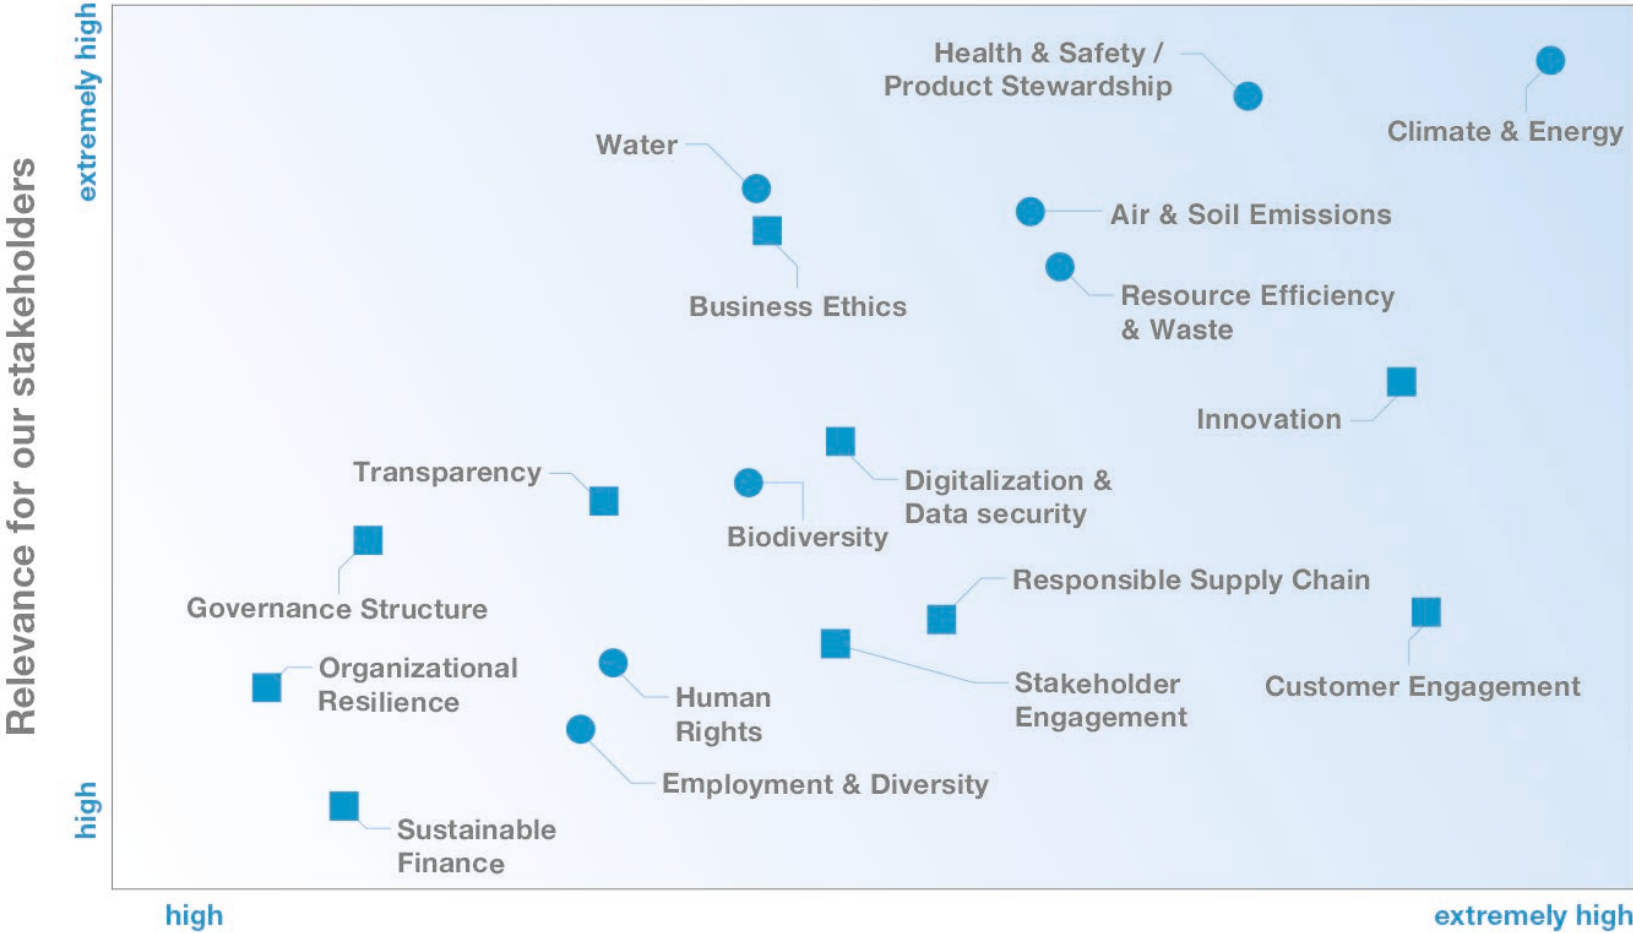 extremely high
Relevance for our stakeholders
high
Health & Safety /
Product Stewardship
Climate & Energy
Water
Air & Soil Emissions
Business Ethics
Resource Efficiency
& Waste
Innovation
Transparency
Digitalization &
Data security
Biodiversity
Governance Structure
Responsible Supply Chain
Organizational
Resilience
Human
Rights
Stakeholder
Engagement
Customer Engagement
Employment & Diversity
Sustainable
Finance
high
extremely high